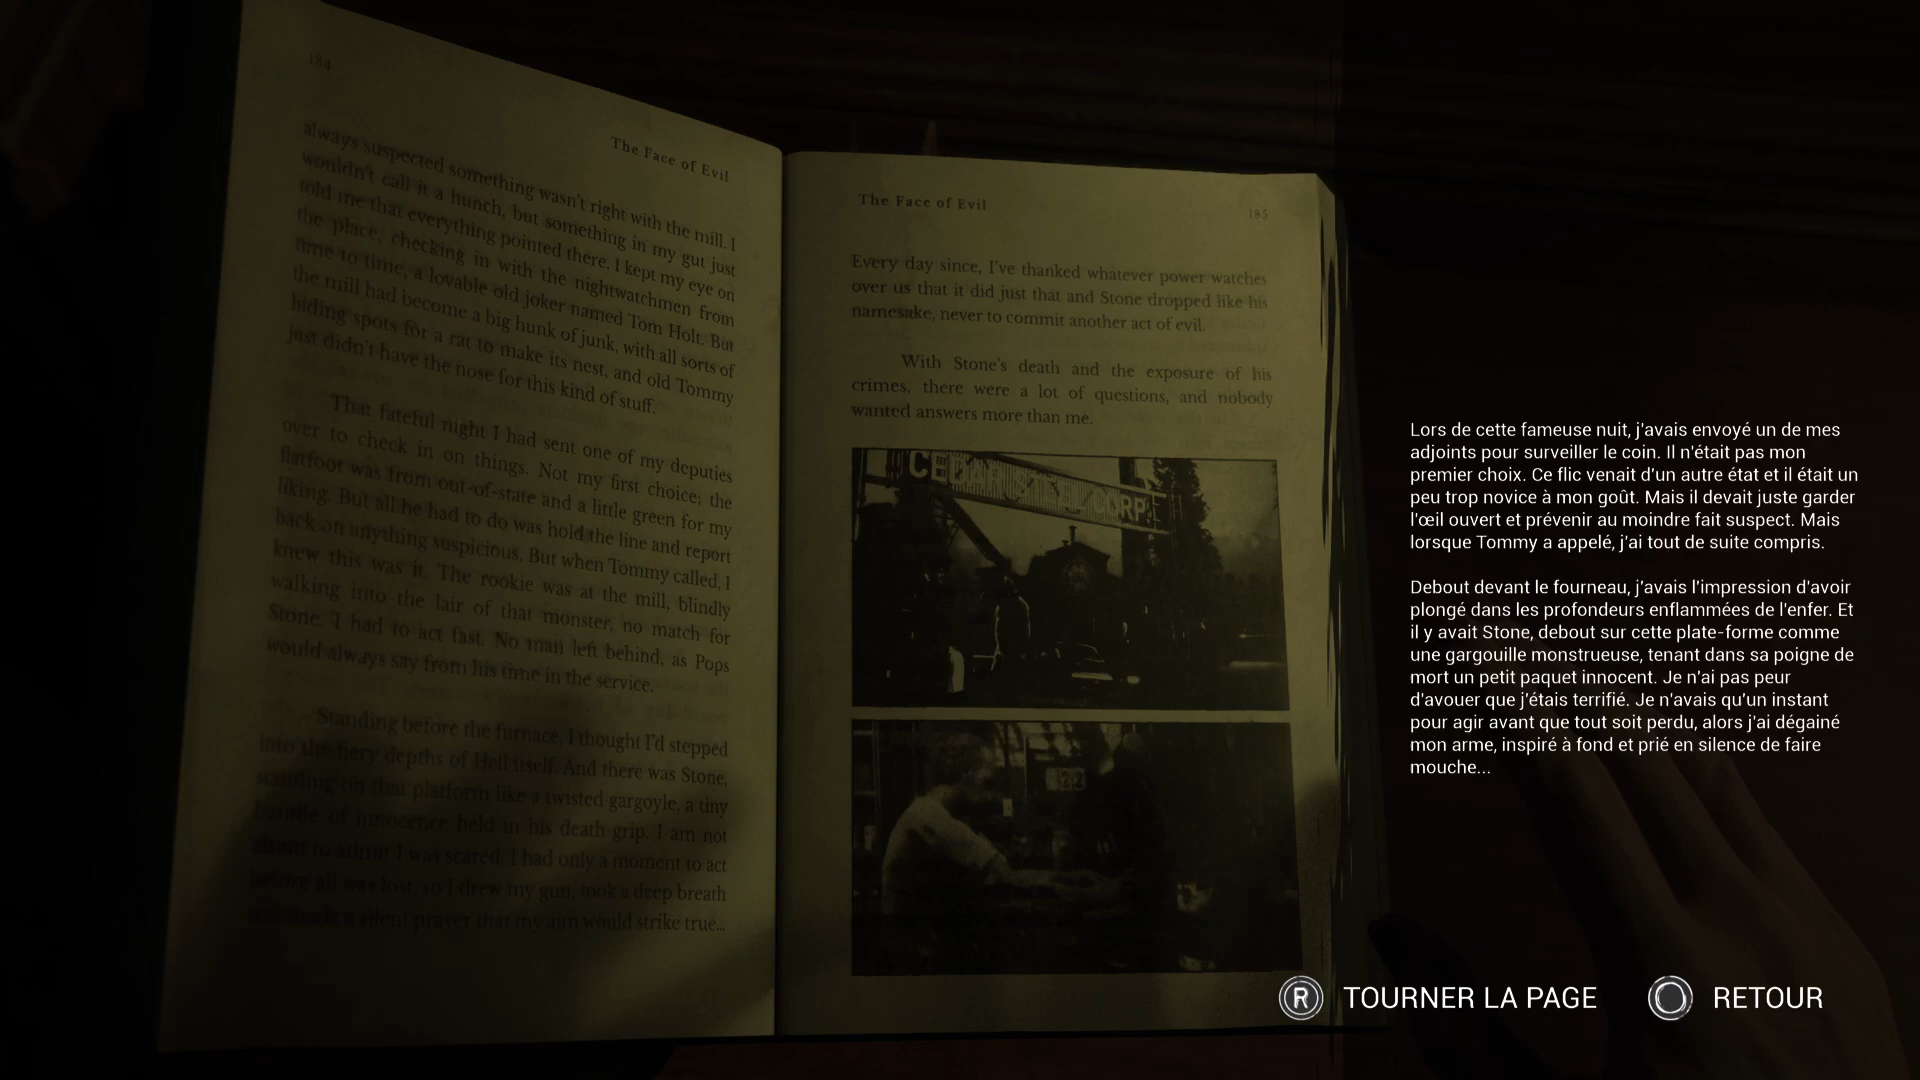 184
The Face of Evil
always suspected something wasn't right with the mill. I
wouldn't call it a hunch, but something in my gut just
told me that everything pointed there. I kept my eye on
the place, checking in with the nightwatchmen from
time to time, a lovable old joker named Tom Holt. But
the mill had become a big hunk of junk, with all sorts of
hiding spots for a rat to make its nest, and old Tommy
just didn't have the nose for this kind of stuff.
That fateful night I had sent one of my deputies
over to check in on things. Not my first choice; the
flatfoot was from out-of-state and a little green for my
liking. But all he had to do was hold the line and report
back on anything suspicious. But when Tommy called, I
knew this was it. The rookie was at the mill, blindly
walking into the lair of that monster, no match for
Stone. I had to act fast. No man left behind, as Pops
would always say from his time in the service.
Standing before the furnace, I thought I'd stepped
into the fiery depths of Hell itself. And there was Stone,
standing on that platform like a twisted gargoyle, a tiny
bundle of innocence held in his death grip. I am not
afraid to admit I was scared. I had only a moment to act
before all was lost, so I drew my gun, took a deep breath
and made a silent prayer that my aim would strike true...
The Face of Evil
185
Every day since, I've thanked whatever power watches
over us that it did just that and Stone dropped like his
namesake, never to commit another act of evil.
With Stone's death and the exposure of his
crimes, there were a lot of questions, and nobody
wanted answers more than me.
CEDAR STEEL CORP.
Lors de cette fameuse nuit, j'avais envoyé un de mes
adjoints pour surveiller le coin. Il n'était pas mon
premier choix. Ce flic venait d'un autre état et il était un
peu trop novice à mon goût. Mais il devait juste garder
l'œil ouvert et prévenir au moindre fait suspect. Mais
lorsque Tommy a appelé, j'ai tout de suite compris.
Debout devant le fourneau, j'avais l'impression d'avoir
plongé dans les profondeurs enflammées de l'enfer. Et
il y avait Stone, debout sur cette plate-forme comme
une gargouille monstrueuse, tenant dans sa poigne de
mort un petit paquet innocent. Je n'ai pas peur
d'avouer que j'étais terrifié. Je n'avais qu'un instant
pour agir avant que tout soit perdu, alors j'ai dégainé
mon arme, inspiré à fond et prié en silence de faire
mouche...
R TOURNER LA PAGE
RETOUR